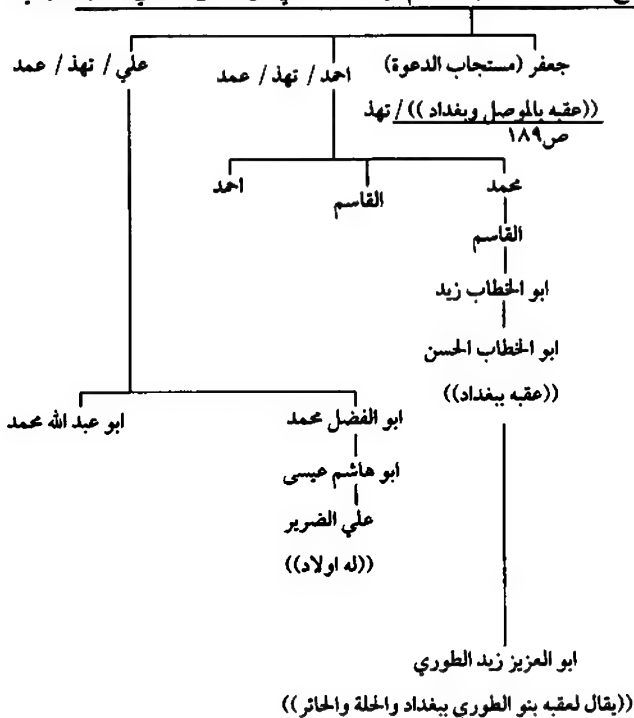 جعفر (مستجاب الدعوة)
احمد / تهذ / عمد
علي / تهذ / عمد
((عقبه بالموصل وبغداد)) / تهذ
ص١٨٩
محمد
القاسم
احمد
القاسم
ابو الخطاب زيد
ابو الخطاب الحسن
((عقبه ببغداد))
ابو الفضل محمد
ابو عبد الله محمد
ابو هاشم عيسى
علي الضرير
((له اولاد))
ابو العزيز زيد الطوري
((يقال لعقبه بنو الطوري ببغداد والحلة والحائر))